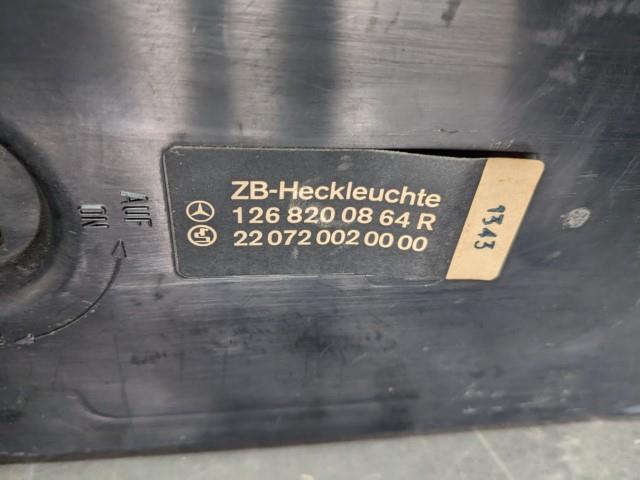 ZB-Heckleuchte
126 820 08 64 R
22 072 002 00 00
1343
AUF
ON